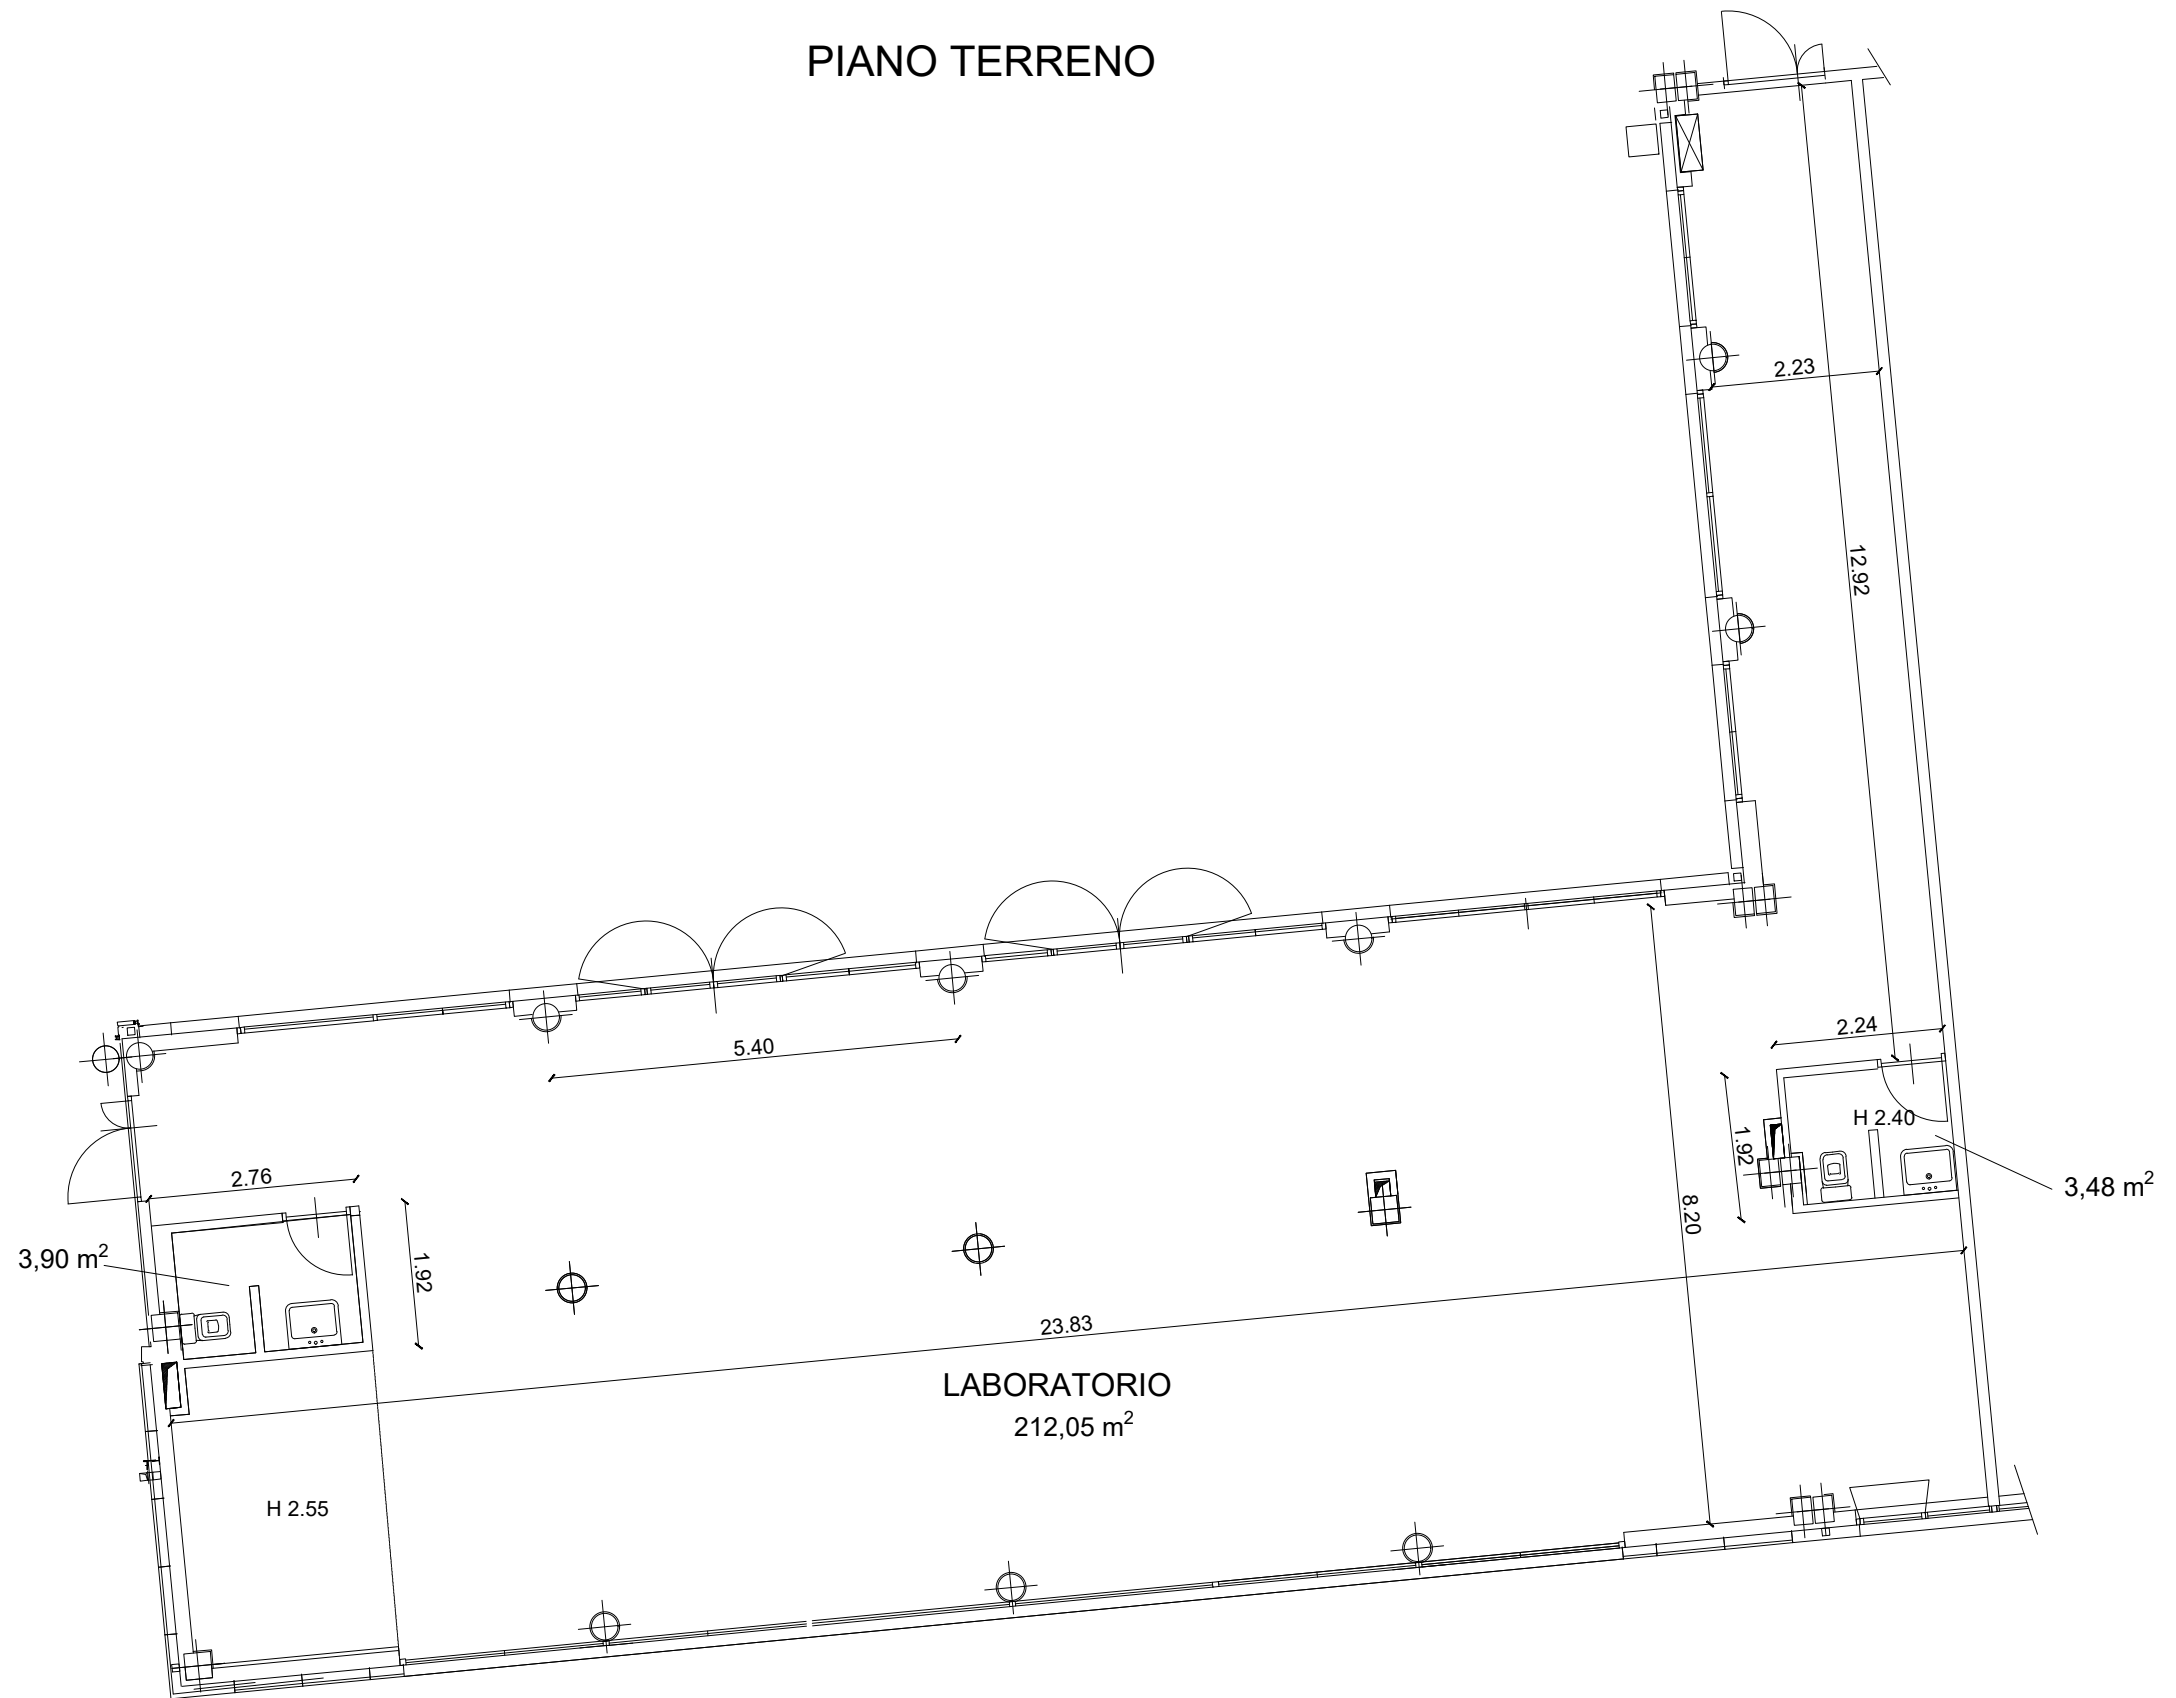 PIANO TERRENO
2.23
12.92
5.40
2.24
H 2.40
1.92
3,48 m²
2.76
8.20
3,90 m²
1.92
23.83
LABORATORIO
212,05 m²
H 2.55